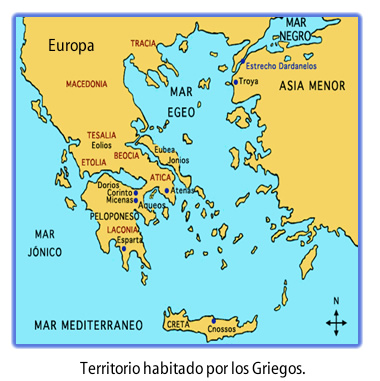 MAR
NEGRO
Europa
TRACIA
Estrecho Dardanelos
Troya
ASIA MENOR
MACEDONIA
MAR
EGEO
TESALIA
Eolios
Eubea
BEOCIA
Jonios
ETOLIA
ATICA
Dorios
Corinto
Atenas
Micenas
Aqueos
PELOPONESO
LACONIA
Esparta
MAR
JÓNICO
N
MAR MEDITERRANEO
CRETA
Cnossos
Territorio habitado por los Griegos.